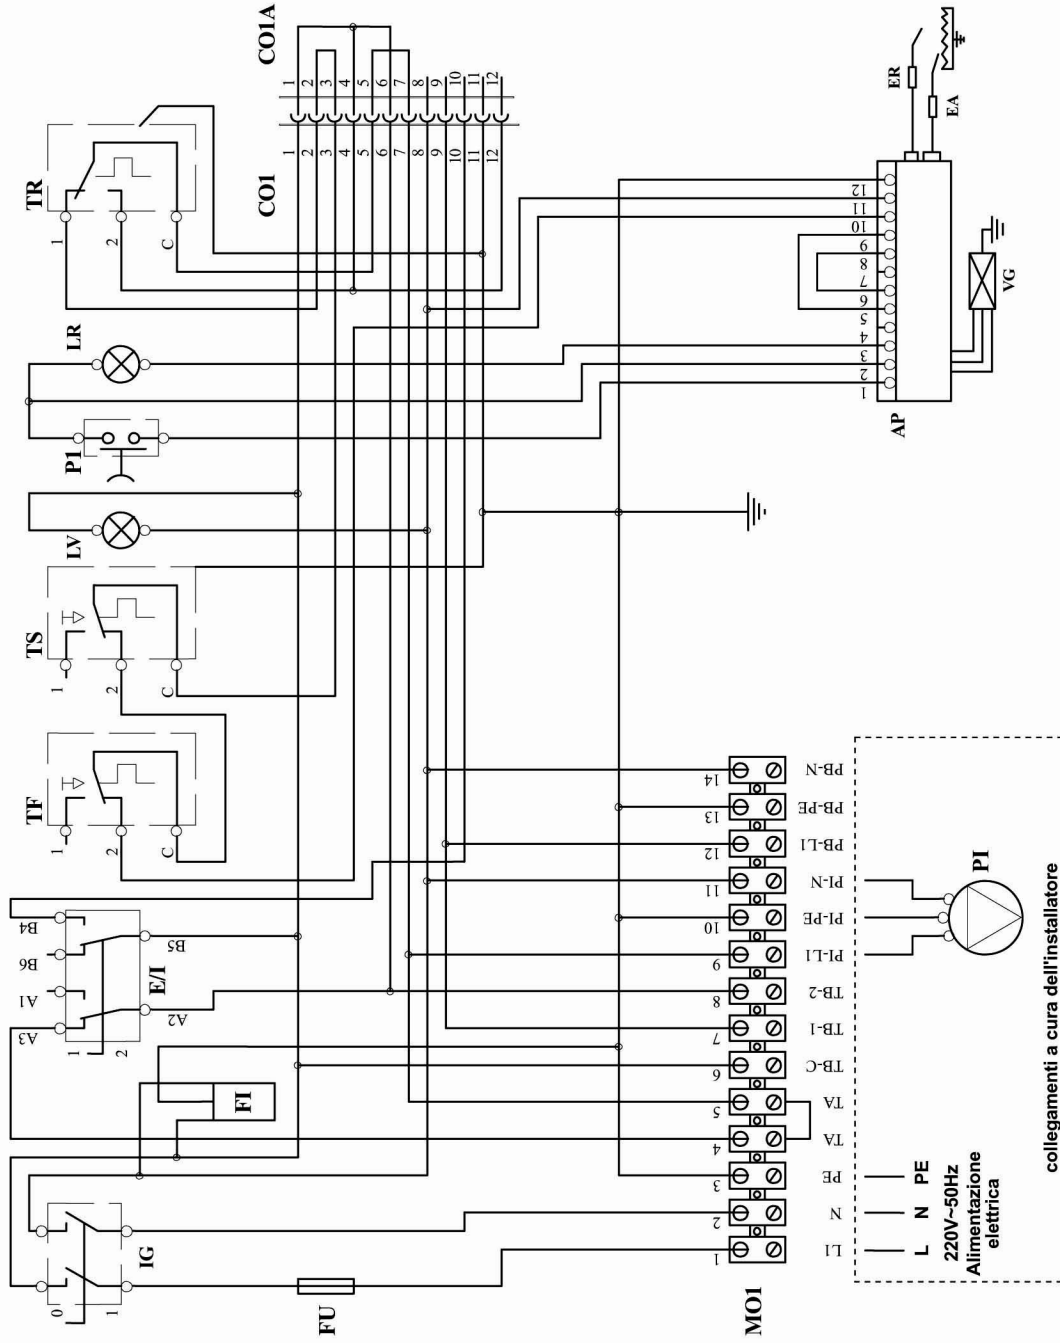 TR
1
2
C
LR
P1
LV
TS
1
2
C
TF
1
2
C
B4
B6
A1
A3
B5
A2
E/I
1
2
FI
IG
0
1
FU
CO1A
1
2
3
4
5
6
7
8
9
10
11
12
CO1
1
2
3
4
5
6
7
8
9
10
11
12
ER
EA
12
11
10
9
8
7
6
5
4
3
2
1
AP
VG
MO1
1
2
3
4
5
6
7
8
9
10
11
12
13
14
L1
N
PE
TA
TA
TB-C
TB-1
TB-2
PI-L1
PI-PE
PI-N
PB-L1
PB-PE
PB-N
L N PE
220V~50Hz
Alimentazione
elettrica
PI
collegamenti a cura dell'installatore